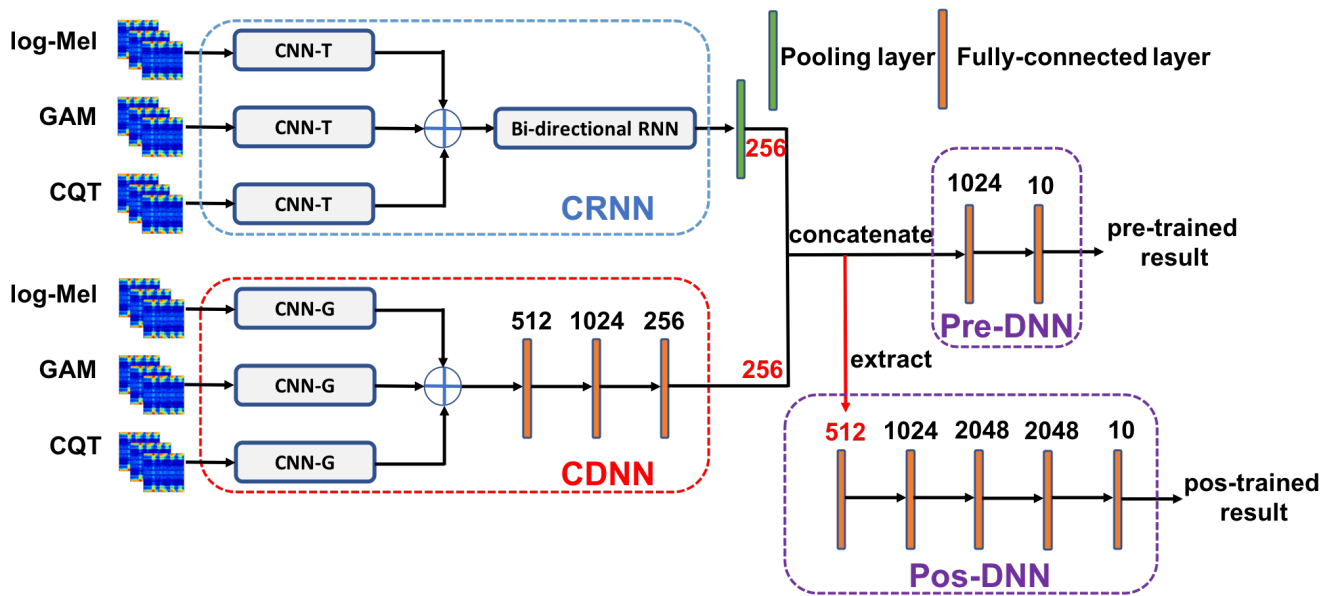 log-Mel
CNN-T
GAM
CNN-T
CQT
CNN-T
Bi-directional RNN
CRNN
256
Pooling layer
Fully-connected layer
concatenate
1024 10
Pre-DNN
pre-trained
result
log-Mel
CNN-G
GAM
CNN-G
CQT
CNN-G
512 1024 256
CDNN
256
extract
512 1024 2048 2048 10
Pos-DNN
pos-trained
result